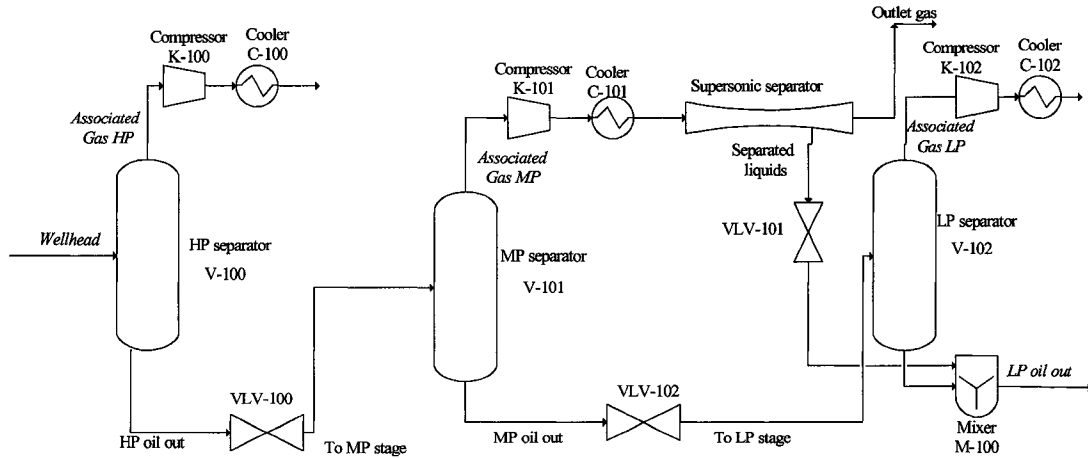 Outlet gas
Compressor
K-100
Cooler
C-100
Compressor
K-101
Cooler
C-101
Supersonic separator
Compressor
K-102
Cooler
C-102
Associated
Gas HP
Associated
Gas MP
Separated
liquids
Associated
Gas LP
Wellhead
HP separator
V-100
MP separator
V-101
VLV-101
LP separator
V-102
VLV-100
VLV-102
LP oil out
HP oil out
To MP stage
MP oil out
To LP stage
Mixer
M-100